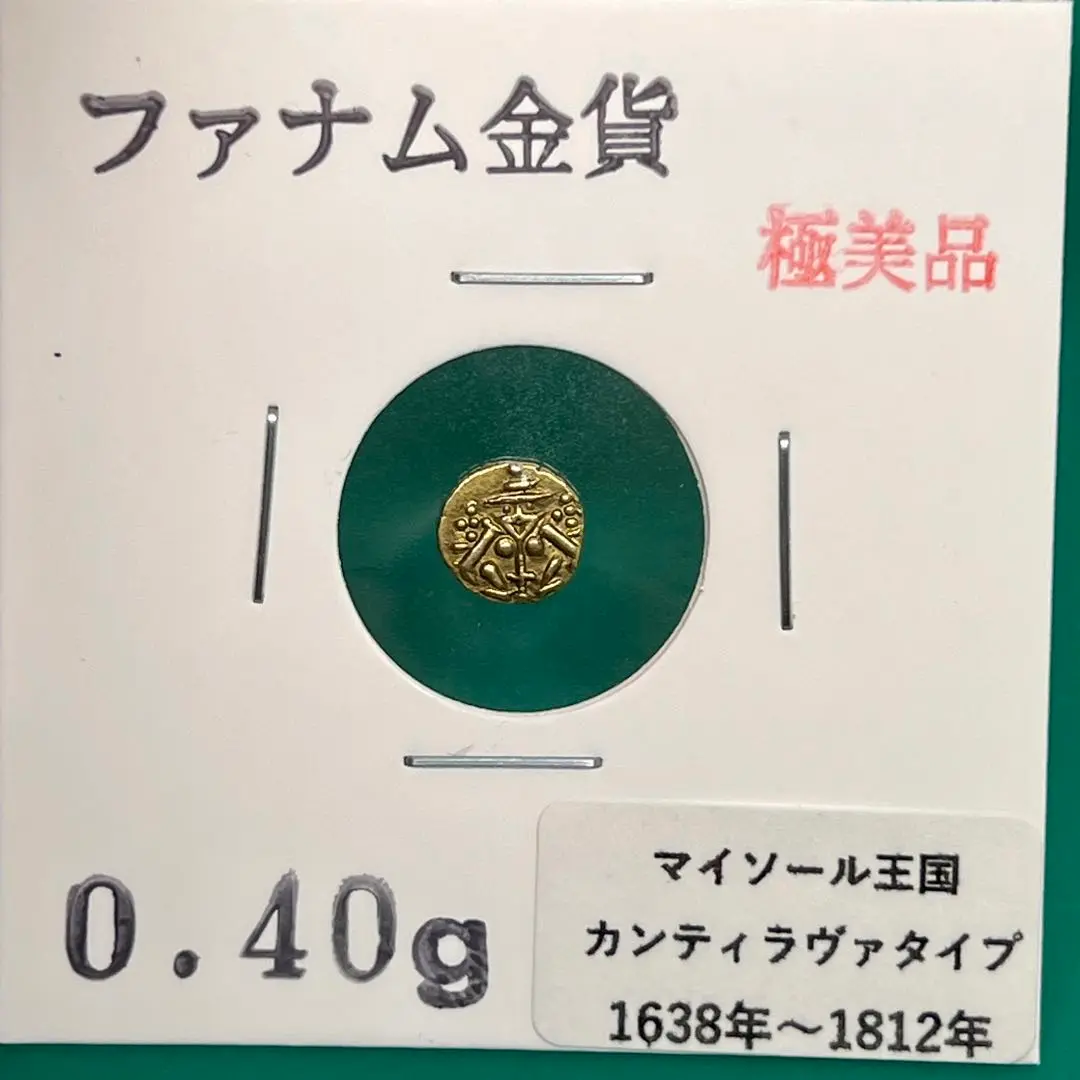 ファナム金貨
極美品
0.40g
マイソール王国
カンティラヴァタイプ
1638年～1812年